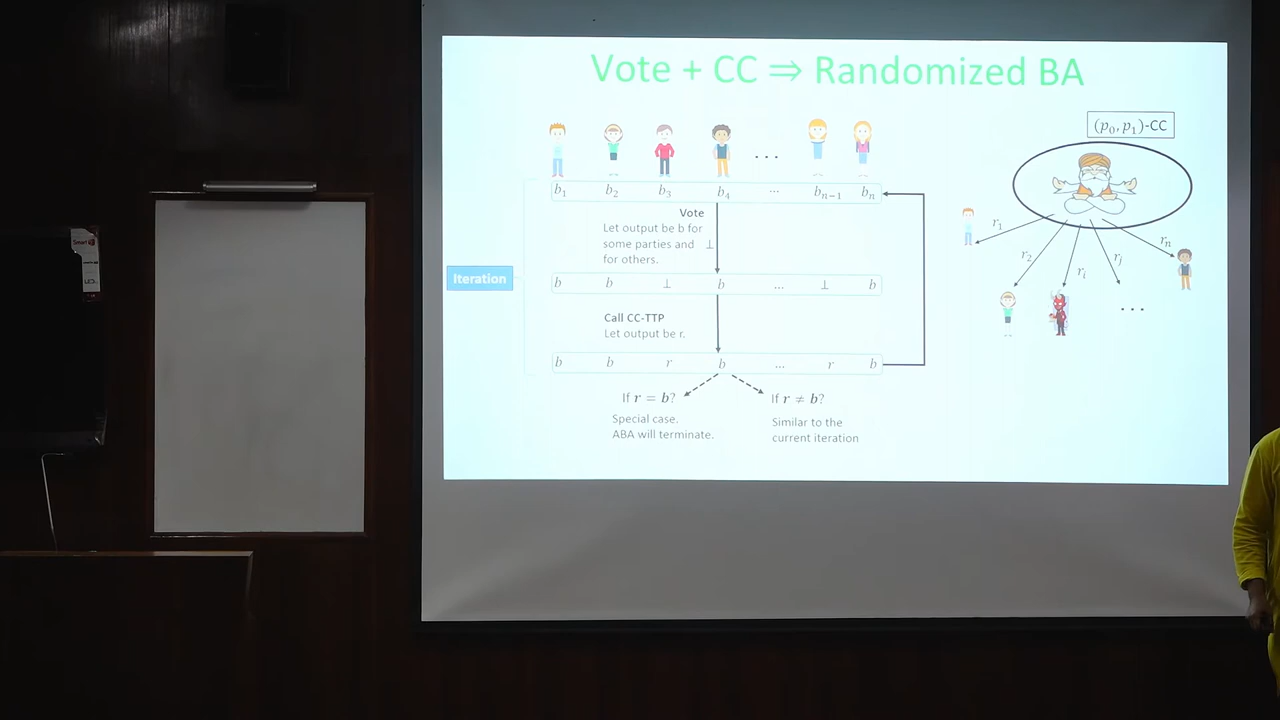 Vote + CC ⇒ Randomized BA
(p₀, p₁)-CC
b₁ b₂ b₃ b₄ ... bₙ₋₁ bₙ
Vote
Let output be b for
some parties and ⊥
for others.
Iteration
b b ⊥ b ... ⊥ b
Call CC-TTP
Let output be r.
b b r b ... r b
If r = b?
Special case.
ABA will terminate.
If r ≠ b?
Similar to the
current iteration
r₁
r₂
rᵢ
rⱼ
rₙ
...
...
Smart